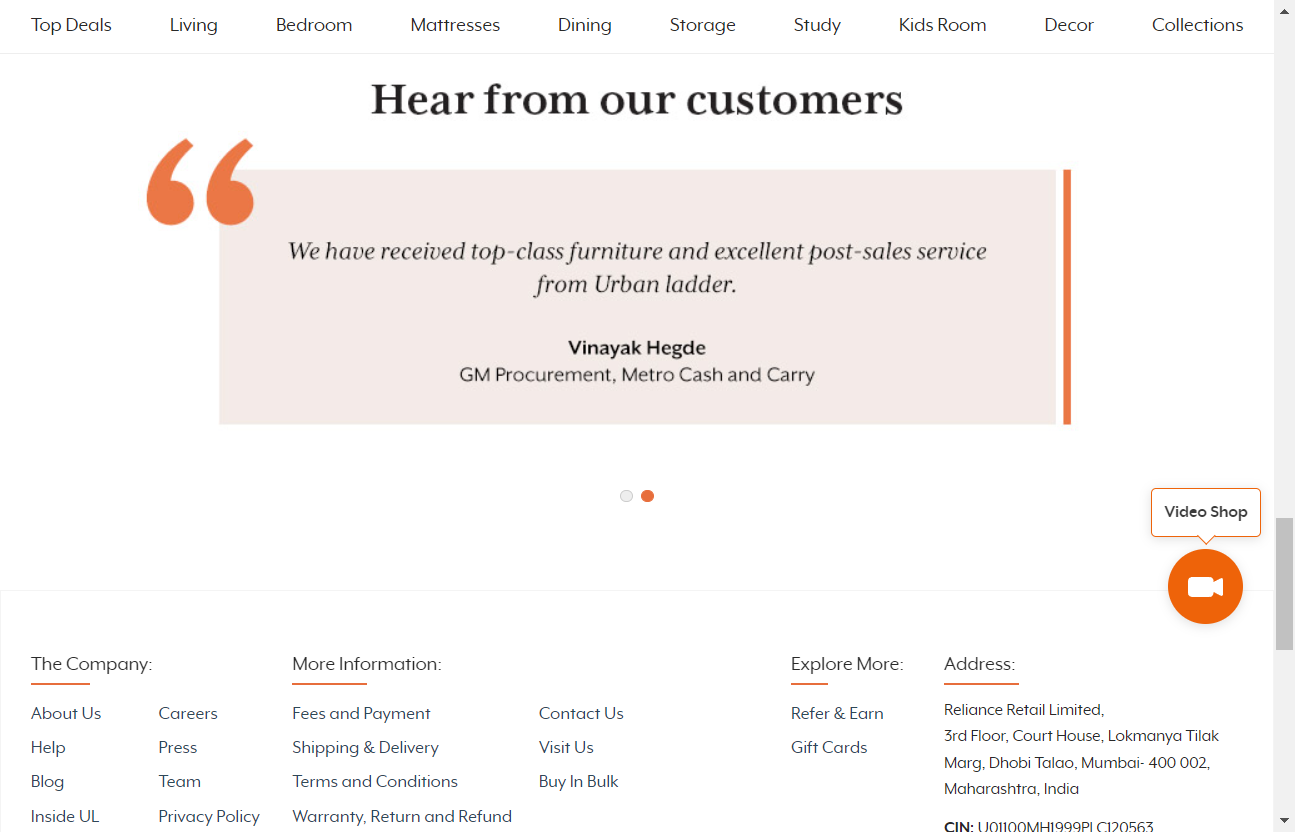 Top Deals Living Bedroom Mattresses Dining Storage Study Kids Room Decor Collections
Hear from our customers
We have received top-class furniture and excellent post-sales service
from Urban ladder.
Vinayak Hegde
GM Procurement, Metro Cash and Carry
Video Shop
The Company:
About Us
Help
Blog
Inside UL
Careers
Press
Team
Privacy Policy
More Information:
Fees and Payment
Shipping & Delivery
Terms and Conditions
Warranty, Return and Refund
Contact Us
Visit Us
Buy In Bulk
Explore More:
Refer & Earn
Gift Cards
Address:
Reliance Retail Limited,
3rd Floor, Court House, Lokmanya Tilak
Marg, Dhobi Talao, Mumbai- 400 002,
Maharashtra, India
CIN: U01100MH1999PLC120563